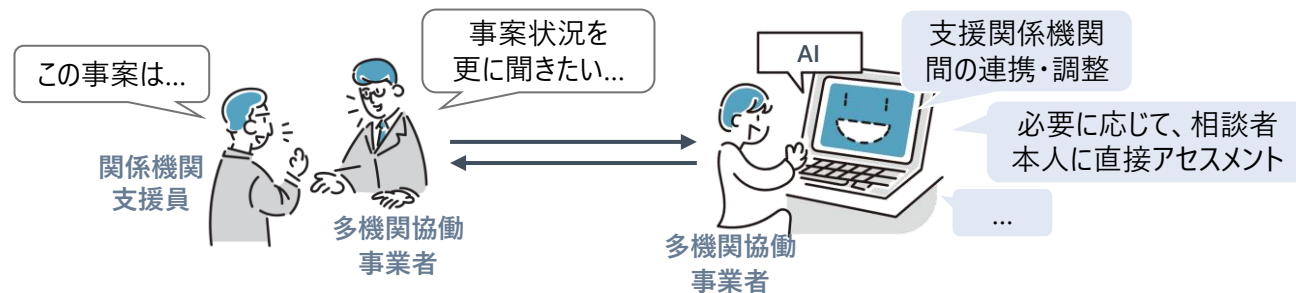 この事案は…
事案状況を
更に聞きたい…
関係機関
支援員
多機関協働
事業者
AI
支援関係機関
間の連携・調整
必要に応じて、相談者
本人に直接アセスメント
…
多機関協働
事業者